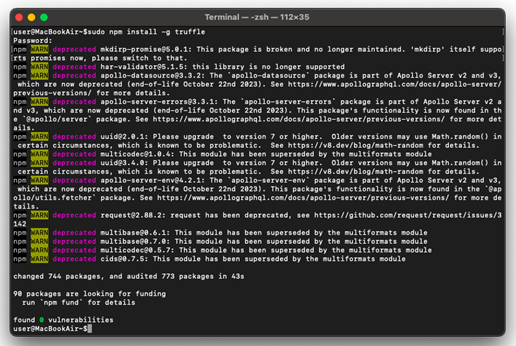 Terminal — -zsh — 112×35
[user@MacBookAir~$sudo npm install -g truffle
Password:
npm WARN deprecated mkdirp-promise@5.0.1: This package is broken and no longer maintained. 'mkdirp' itself suppo
rts promises now, please switch to that.
npm WARN deprecated har-validator@5.1.5: this library is no longer supported
npm WARN deprecated apollo-datasource@3.3.2: The `apollo-datasource` package is part of Apollo Server v2 and v3,
which are now deprecated (end-of-life October 22nd 2023). See https://www.apollographql.com/docs/apollo-server/
previous-versions/ for more details.
npm WARN deprecated apollo-server-errors@3.3.1: The `apollo-server-errors` package is part of Apollo Server v2 a
nd v3, which are now deprecated (end-of-life October 22nd 2023). This package's functionality is now found in th
e `@apollo/server` package. See https://www.apollographql.com/docs/apollo-server/previous-versions/ for more det
ails.
npm WARN deprecated uuid@2.0.1: Please upgrade  to version 7 or higher.  Older versions may use Math.random() in
certain circumstances, which is known to be problematic.  See https://v8.dev/blog/math-random for details.
npm WARN deprecated multicodec@1.0.4: This module has been superseded by the multiformats module
npm WARN deprecated uuid@3.4.0: Please upgrade  to version 7 or higher.  Older versions may use Math.random() in
certain circumstances, which is known to be problematic.  See https://v8.dev/blog/math-random for details.
npm WARN deprecated apollo-server-env@4.2.1: The `apollo-server-env` package is part of Apollo Server v2 and v3,
which are now deprecated (end-of-life October 22nd 2023). This package's functionality is now found in the `@ap
ollo/utils.fetcher` package. See https://www.apollographql.com/docs/apollo-server/previous-versions/ for more de
tails.
npm WARN deprecated request@2.88.2: request has been deprecated, see https://github.com/request/request/issues/3
142
npm WARN deprecated multibase@0.6.1: This module has been superseded by the multiformats module
npm WARN deprecated multibase@0.7.0: This module has been superseded by the multiformats module
npm WARN deprecated multicodec@0.5.7: This module has been superseded by the multiformats module
npm WARN deprecated cids@0.7.5: This module has been superseded by the multiformats module
changed 744 packages, and audited 773 packages in 43s
90 packages are looking for funding
run `npm fund` for details
found 0 vulnerabilities
user@MacBookAir~$